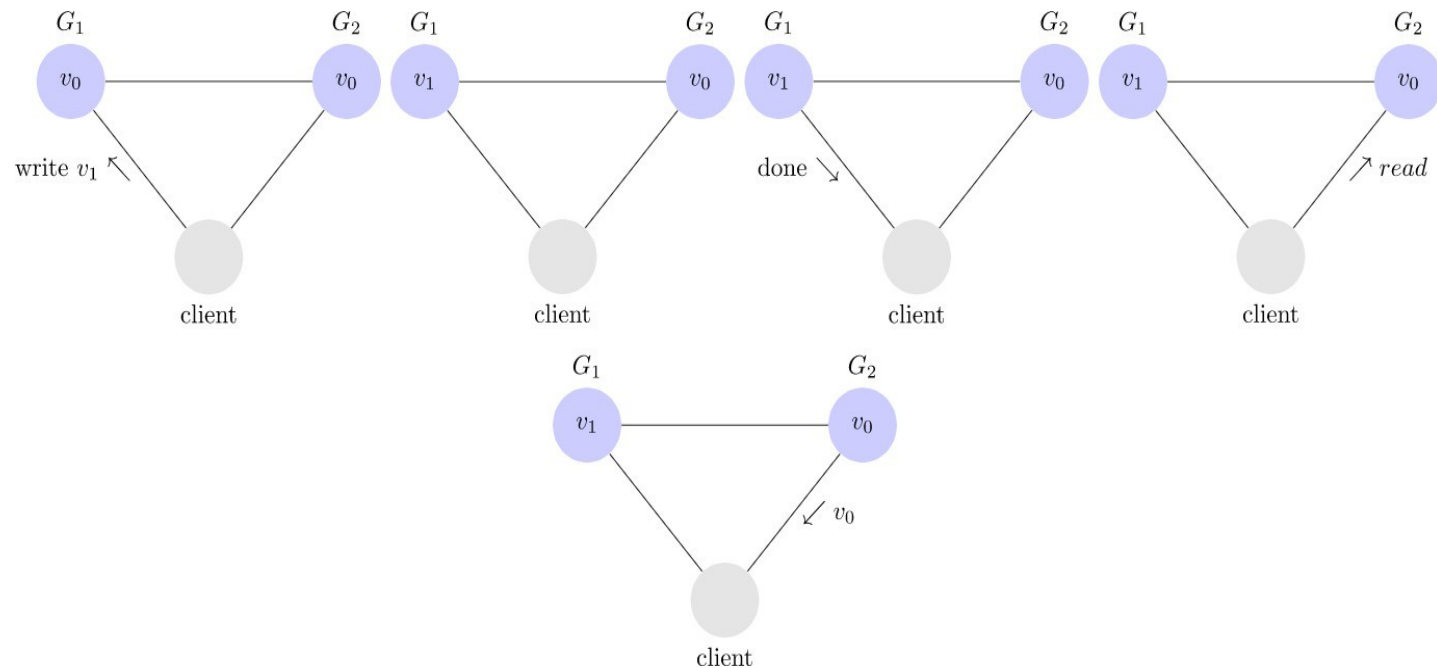 G₁ G₂ G₁ G₂ G₁ G₂ G₁ G₂
v₀ v₀ v₁ v₀ v₁ v₀ v₁ v₀
write v₁ done read
client client client client
G₁ G₂
v₁ v₀
v₀
client